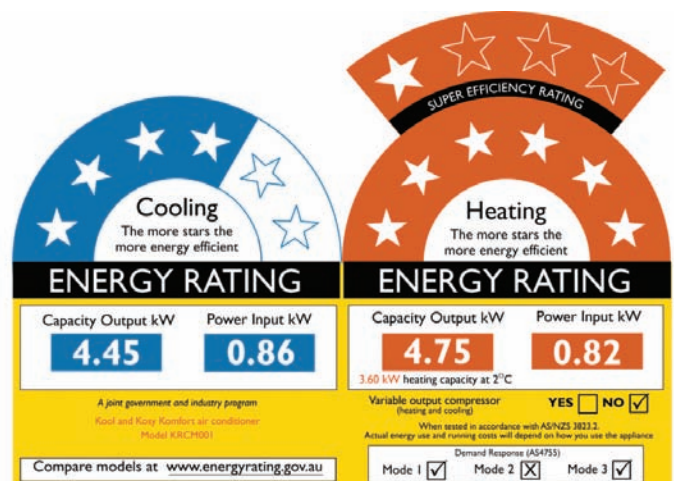 SUPER EFFICIENCY RATING
Cooling
The more stars the
more energy efficient
Heating
The more stars the
more energy efficient
ENERGY RATING
ENERGY RATING
Capacity Output kW
Power Input kW
4.45
0.86
Capacity Output kW
Power Input kW
4.75
0.82
3.60 kW heating capacity at 2°C
A joint government and industry program
Kool and Kosy Komfort air conditioner
Model KRCM001
Variable output compressor
(heating and cooling)
YES NO
When tested in accordance with AS/NZS 3823.2.
Actual energy use and running costs will depend on how you use the appliance
Compare models at www.energyrating.gov.au
Demand Response (AS4755)
Mode 1 Mode 2 Mode 3